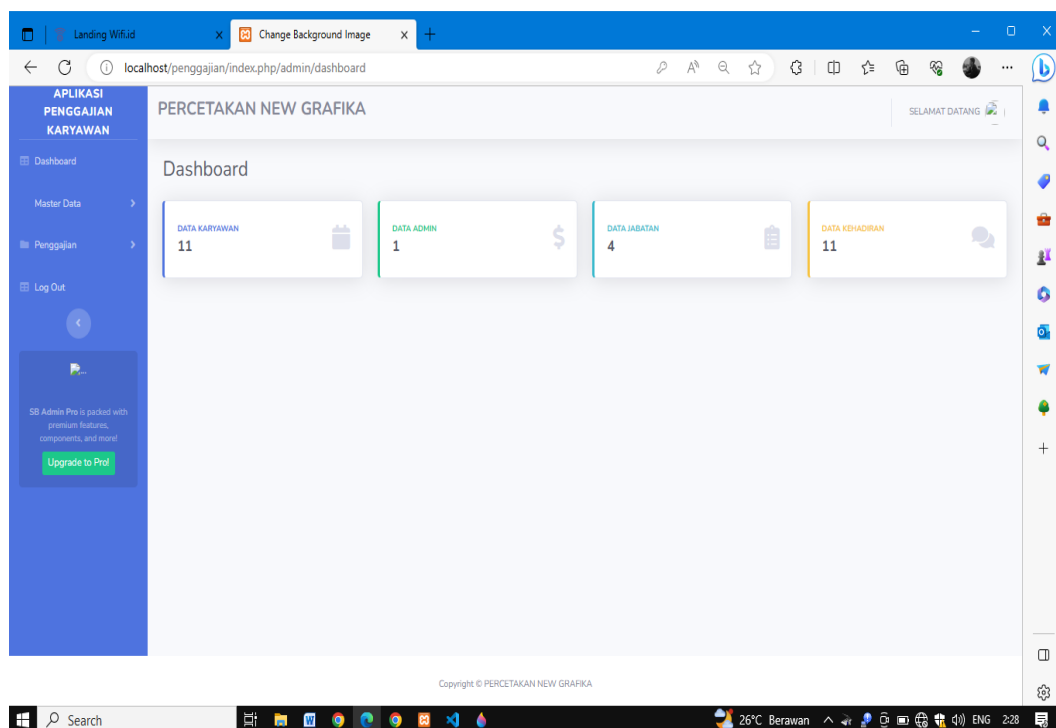 Landing Wifi.id
Change Background Image
localhost/penggajian/index.php/admin/dashboard
APLIKASI
PENGGAJIAN
KARYAWAN
PERCETAKAN NEW GRAFIKA
SELAMAT DATANG
Dashboard
Master Data
Penggajian
Log Out
...
SB Admin Pro is packed with
premium features,
components, and more!
Upgrade to Pro!
Dashboard
DATA KARYAWAN
11
DATA ADMIN
1
DATA JABATAN
4
DATA KEHADIRAN
11
Copyright © PERCETAKAN NEW GRAFIKA
Search
26°C Berawan
ENG
2:28